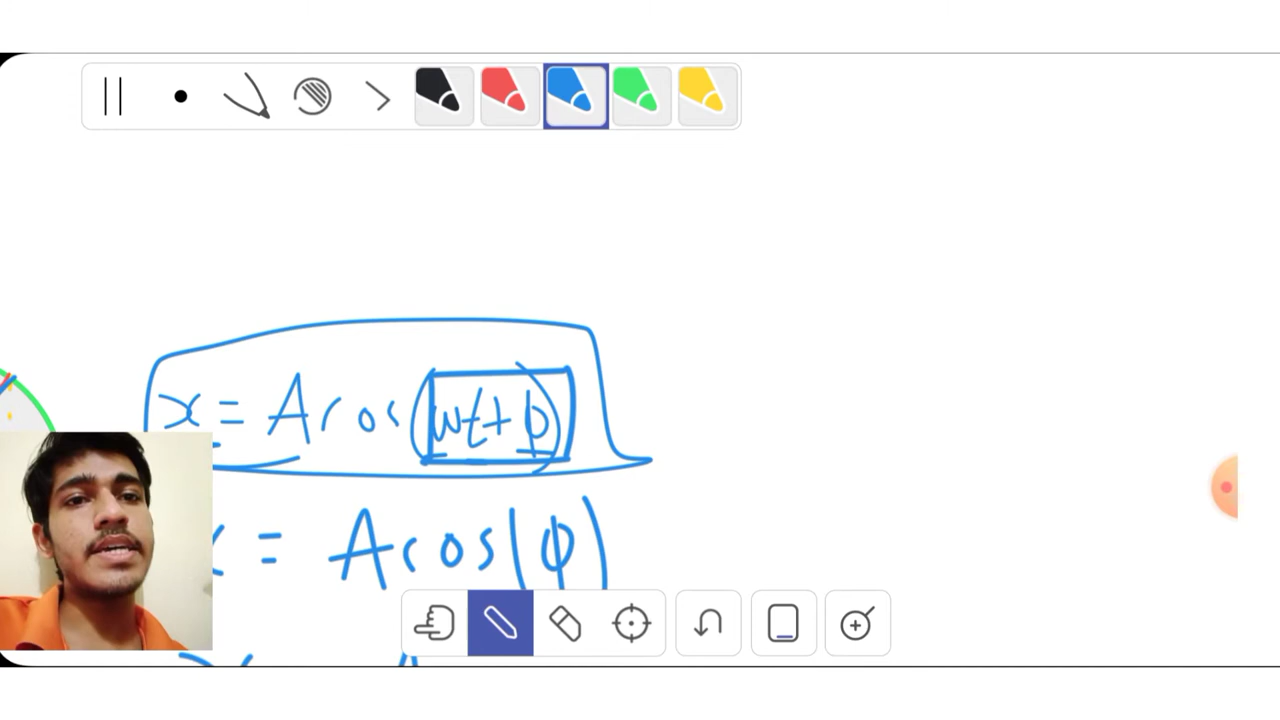 x = A cos (ωt + φ)
= A cos(φ)